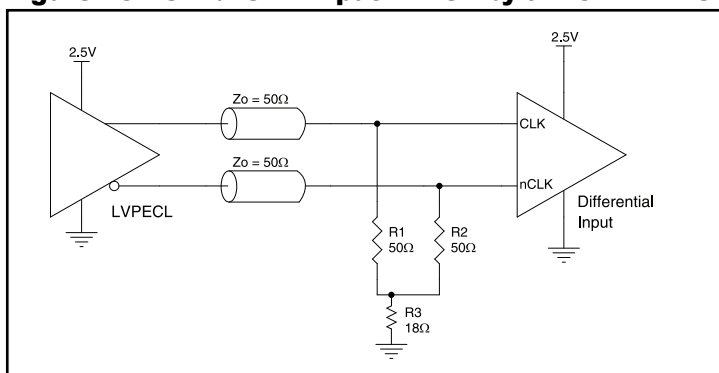 2.5V
2.5V
Zo = 50Ω
CLK
Zo = 50Ω
nCLK
LVPECL
Differential
Input
R1
50Ω
R2
50Ω
R3
18Ω